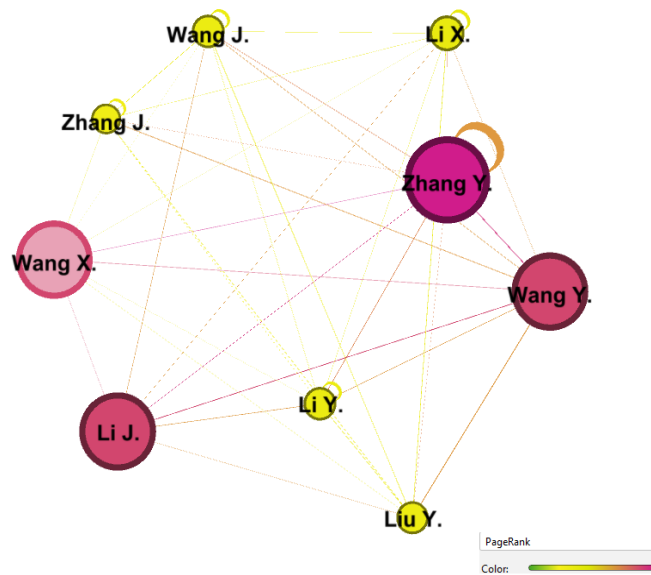 Wang J.
Li X.
Zhang J.
Zhang Y.
Wang X.
Wang Y.
Li Y.
Li J.
Liu Y.
PageRank
Color: